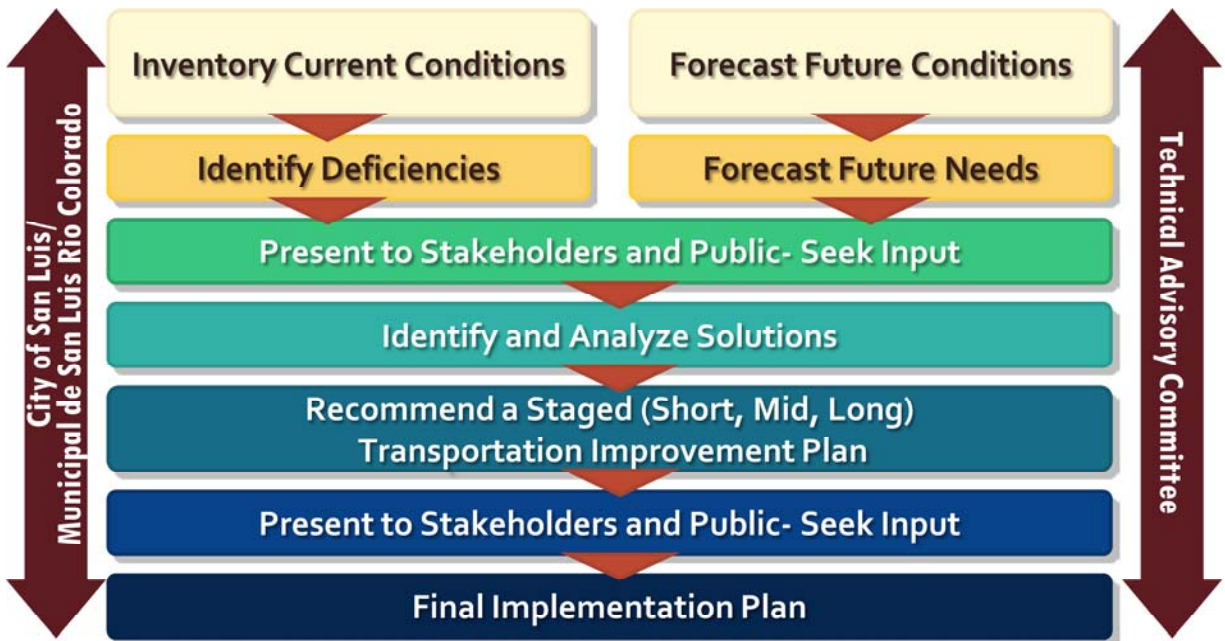 City of San Luis/
Municipal de San Luis Rio Colorado
Inventory Current Conditions
Forecast Future Conditions
Identify Deficiencies
Forecast Future Needs
Present to Stakeholders and Public- Seek Input
Identify and Analyze Solutions
Recommend a Staged (Short, Mid, Long)
Transportation Improvement Plan
Present to Stakeholders and Public- Seek Input
Final Implementation Plan
Technical Advisory Committee